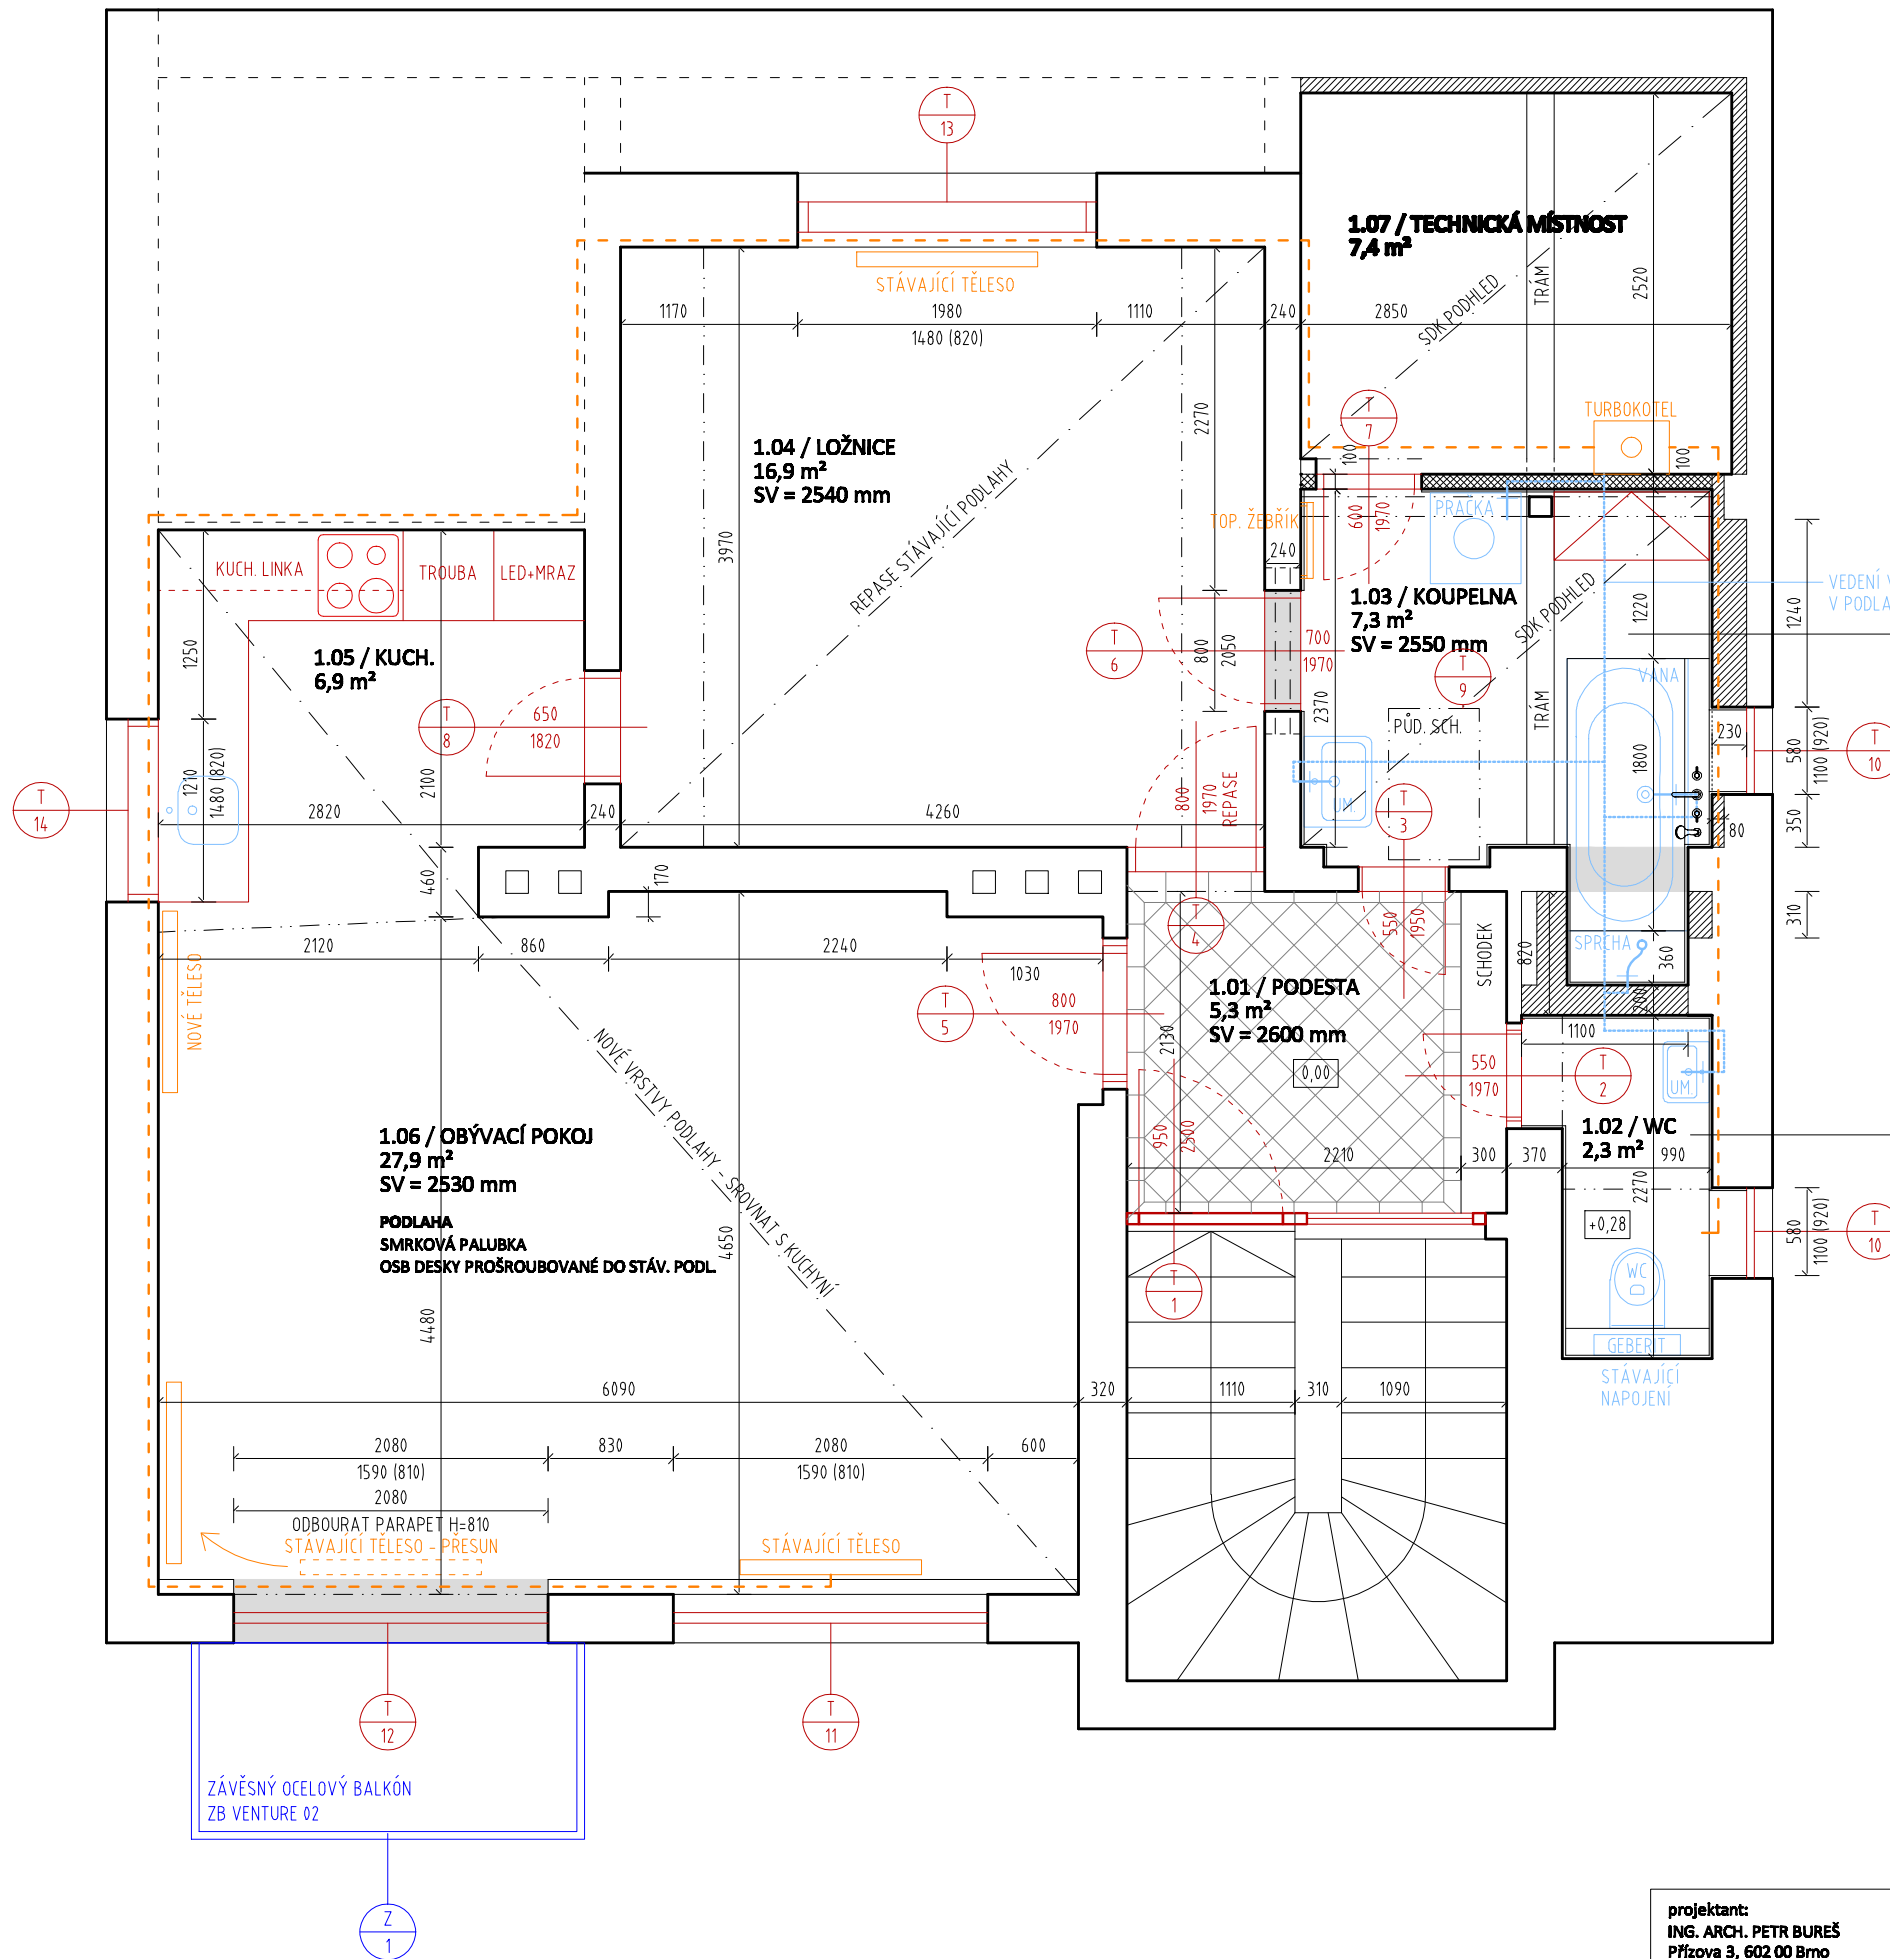 T
13
1.07 / TECHNICKÁ MÍSTNOST
7,4 m²
STÁVAJÍCÍ TĚLESO
TRÁM
2520
SDK PODHLED
1170
1980
1110
240
2850
1480 (820)
T
7
TURBOKOTEL
2270
1.04 / LOŽNICE
16,9 m²
SV = 2540 mm
100
100
REPASE STÁVAJÍCÍ PODLAHY
3970
TOP. ŽEBŘÍK
600
1970
PRAČKA
240
KUCH. LINKA
TROUBA
LED+MRAZ
1.03 / KOUPELNA
7,3 m²
SV = 2550 mm
SDK PODHLED
1220
1240
VEDENÍ V
V PODLA
1250
1.05 / KUCH.
6,9 m²
T
6
800
2050
700
1970
T
9
VANA
2370
PŮD. SCH.
TRÁM
T
8
650
1820
1210
1480 (820)
2100
1800
230
580
1100 (920)
T
10
T
14
800
1970
REPASE
UM.
T
3
2820
240
4260
80
350
460
170
T
4
550
1950
310
2120
860
2240
1030
SCHODEK
820
SPRCHA
360
NOVÉ TĚLESO
T
5
800
1970
1.01 / PODESTA
5,3 m²
SV = 2600 mm
0,00
2130
200
1100
550
1970
T
2
UM.
NOVÉ VRSTVY PODLAHY - SROVNAT S KUCHYNÍ
1.06 / OBÝVACÍ POKOJ
27,9 m²
SV = 2530 mm
PODLAHA
SMRKOVÁ PALUBKA
OSB DESKY PROŠROUBOVANÉ DO STÁV. PODL.
950
2500
2210
300
370
990
1.02 / WC
2,3 m²
2270
+0,28
580
1100 (920)
T
10
4650
4480
T
1
WC
GEBERIT
STÁVAJÍCÍ
NAPOJENÍ
6090
320
1110
310
1090
2080
830
2080
600
1590 (810)
1590 (810)
2080
ODBOURAT PARAPET H=810
STÁVAJÍCÍ TĚLESO - PŘESUN
STÁVAJÍCÍ TĚLESO
T
12
T
11
ZÁVĚSNÝ OCELOVÝ BALKÓN
ZB VENTURE 02
Z
1
projektant:
ING. ARCH. PETR BUREŠ
Přízova 3, 602 00 Brno